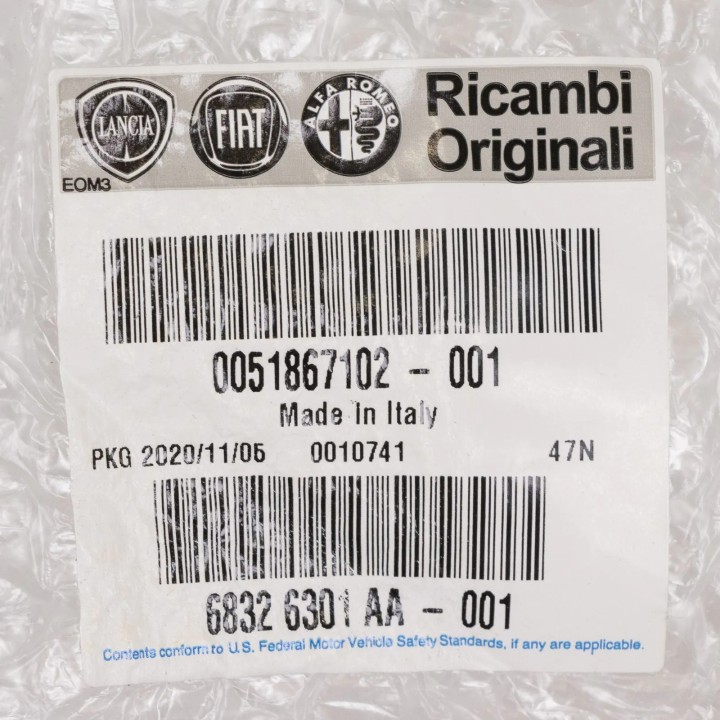 LANCIA FIAT ALFA ROMEO Ricambi
Originali
EOM3
0051867102 - 001
Made In Italy
PKG 2020/11/05 0010741 47N
6832 6301 AA - 001
Contents conform to U.S. Federal Motor Vehicle Safety Standards, if any are applicable.